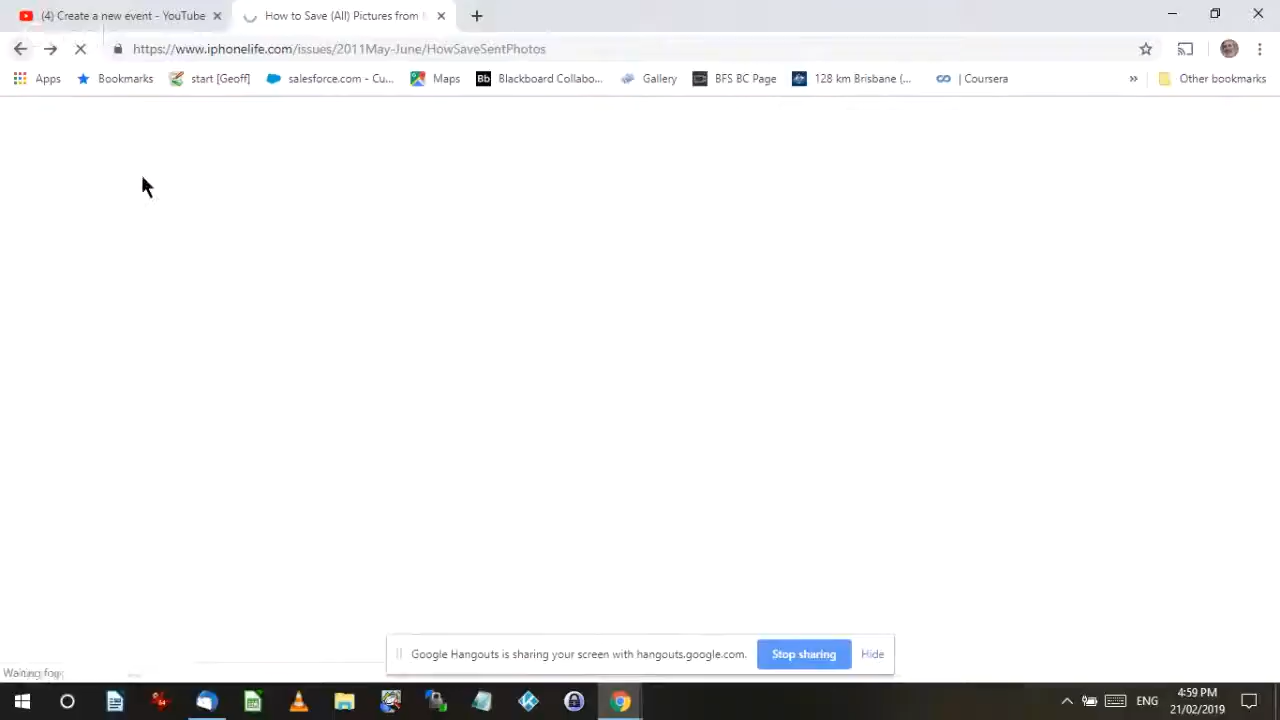 (4) Create a new event - YouTube
How to Save (All) Pictures from
https://www.iphonelife.com/issues/2011May-June/HowSaveSentPhotos
Apps
Bookmarks
start [Geoff]
salesforce.com - Cu...
Maps
Bb Blackboard Collabo...
Gallery
BFS BC Page
128 km Brisbane (...
| Coursera
»
Other bookmarks
Google Hangouts is sharing your screen with hangouts.google.com.
Stop sharing
Hide
Waiting for
ENG
4:59 PM
21/02/2019